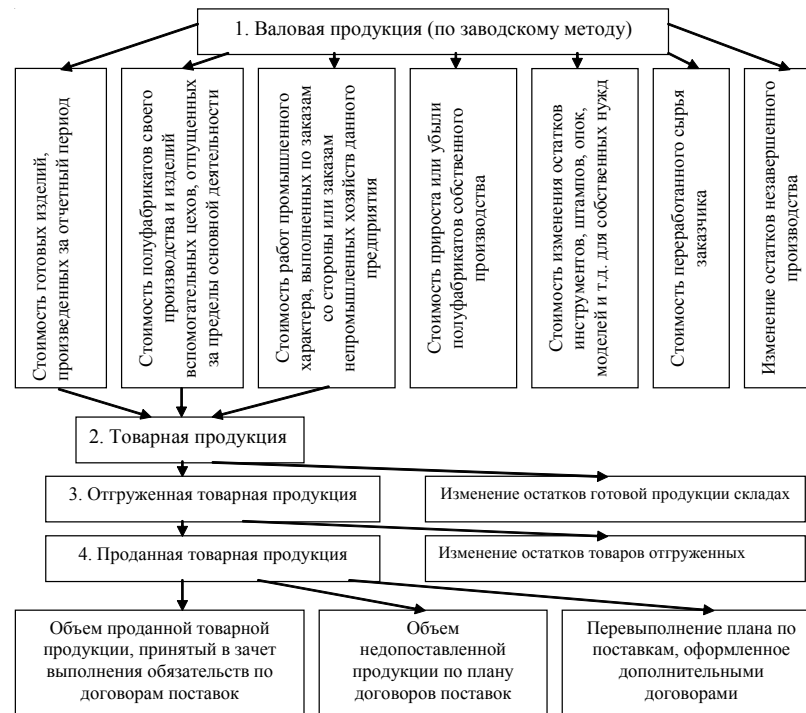 1. Валовая продукция (по заводскому методу)
Стоимость готовых изделий,
произведенных за отчетный период
Стоимость полуфабрикатов своего
производства и изделий
вспомогательных цехов, отпущенных
за пределы основной деятельности
Стоимость работ промышленного
характера, выполненных по заказам
со стороны или заказам
непромышленных хозяйств данного
предприятия
Стоимость прироста или убыли
полуфабрикатов собственного
производства
Стоимость изменения остатков
инструментов, штампов, опок,
моделей и т.д. для собственных нужд
Стоимость переработанного сырья
заказчика
Изменение остатков незавершенного
производства
2. Товарная продукция
3. Отгруженная товарная продукция
Изменение остатков готовой продукции складах
4. Проданная товарная продукция
Изменение остатков товаров отгруженных
Объем проданной товарной
продукции, принятый в зачет
выполнения обязательств по
договорам поставок
Объем
недопоставленной
продукции по плану
договоров поставок
Перевыполнение плана по
поставкам, оформленное
дополнительными
договорами